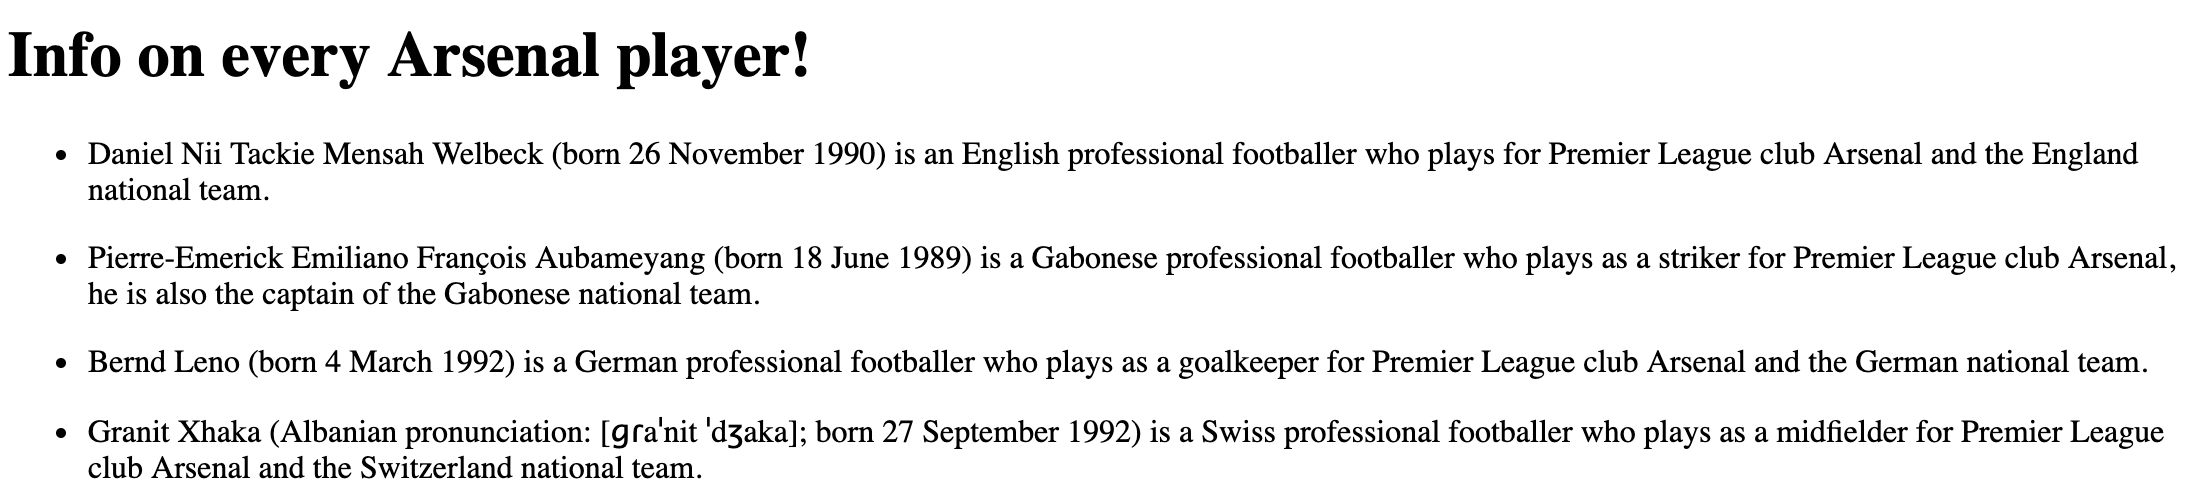 Info on every Arsenal player!
• Daniel Nii Tackie Mensah Welbeck (born 26 November 1990) is an English professional footballer who plays for Premier League club Arsenal and the England
national team.
• Pierre-Emerick Emiliano François Aubameyang (born 18 June 1989) is a Gabonese professional footballer who plays as a striker for Premier League club Arsenal,
he is also the captain of the Gabonese national team.
• Bernd Leno (born 4 March 1992) is a German professional footballer who plays as a goalkeeper for Premier League club Arsenal and the German national team.
• Granit Xhaka (Albanian pronunciation: [ɡɾaˈnit ˈdʒaka]; born 27 September 1992) is a Swiss professional footballer who plays as a midfielder for Premier League
club Arsenal and the Switzerland national team.